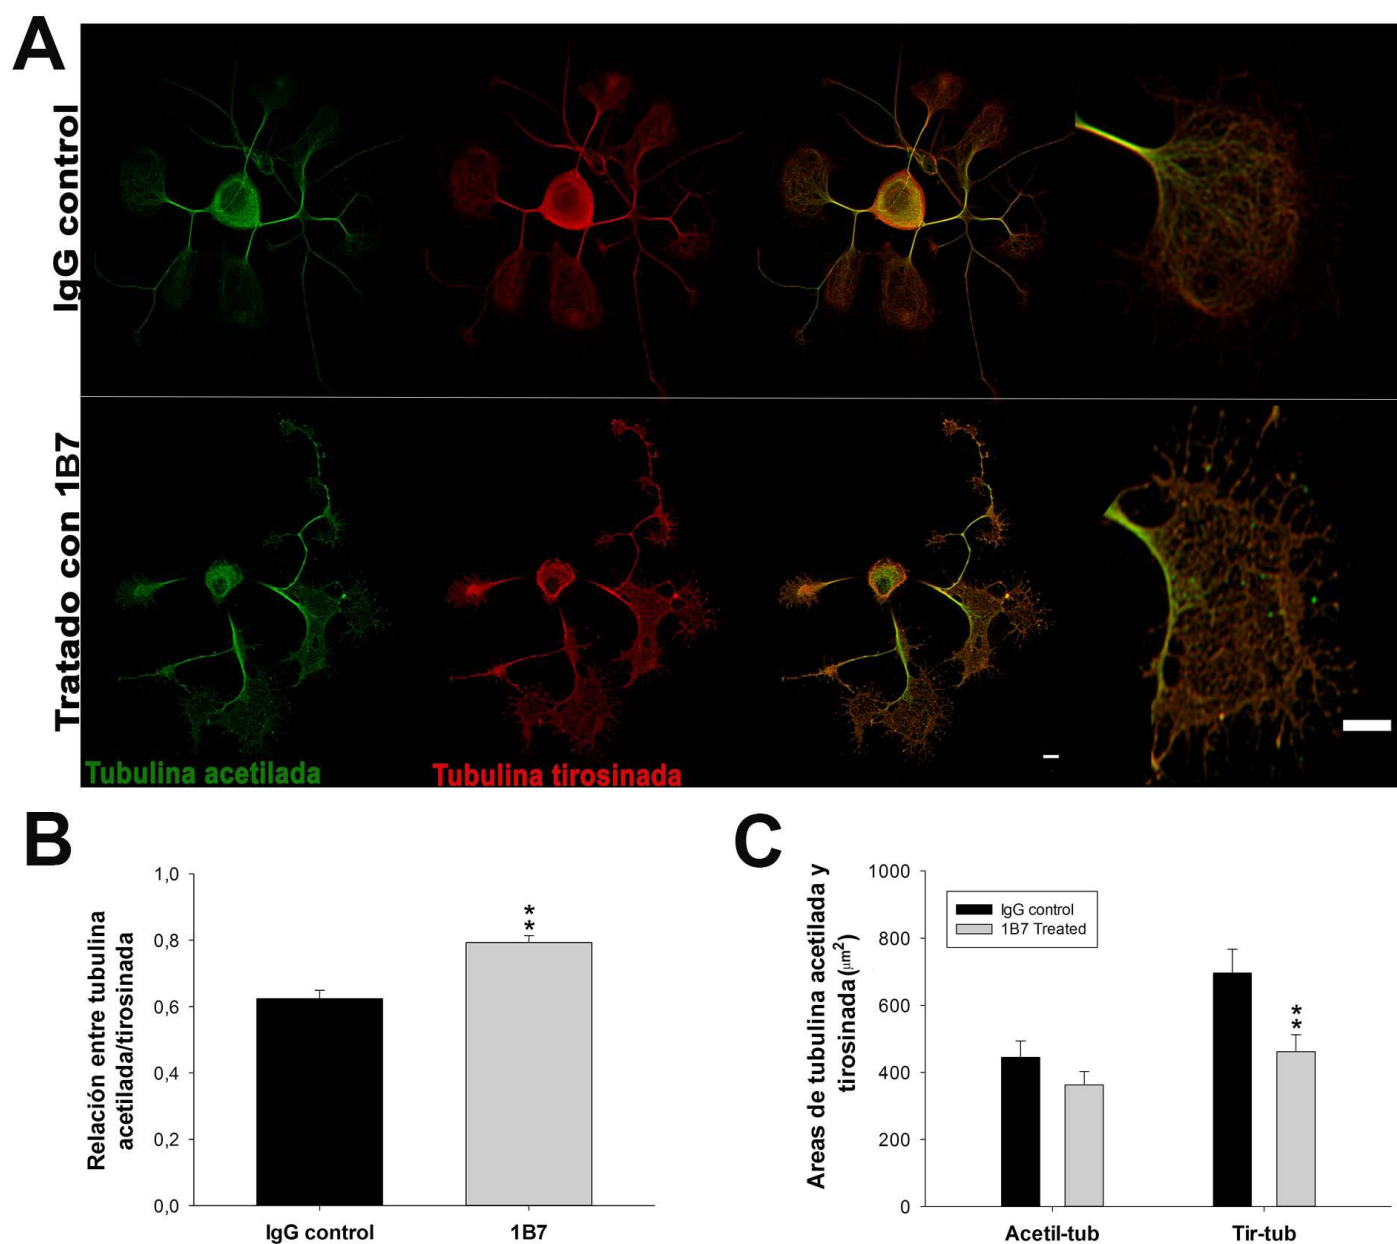 A
IgG control
Tratado con 1B7
Tubulina acetilada
Tubulina tirosinada
B
Relación entre tubulina
acetilada/tirosinada
1,0
0,8
0,6
0,4
0,2
0,0
**
IgG control
1B7
C
Areas de tubulina acetilada y
tirosinada (μm²)
1000
800
600
400
200
0
IgG control
1B7 Treated
**
Acetil-tub
Tir-tub